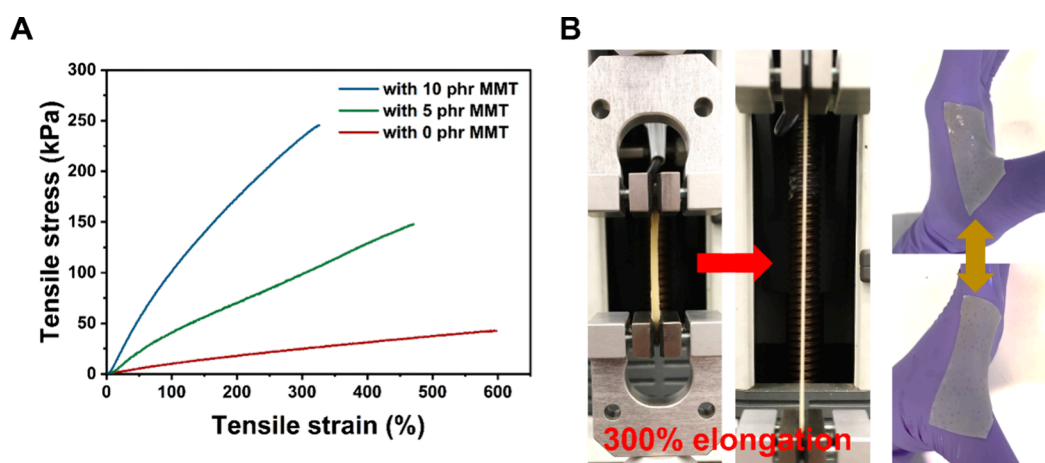 A
B
300
250
200
150
100
50
0
Tensile stress (kPa)
with 10 phr MMT
with 5 phr MMT
with 0 phr MMT
0 100 200 300 400 500 600
Tensile strain (%)
300% elongation